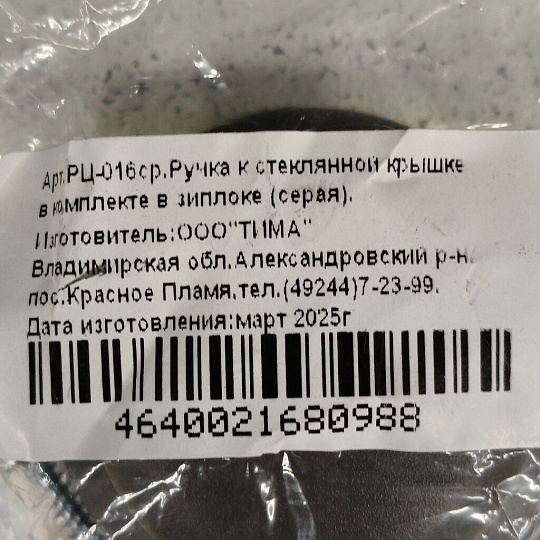 Арт.РЦ-016ср.Ручка к стеклянной крышке
в комплекте в зиплоке (серая).
Изготовитель:ООО"ТИМА"
Владимирская обл.Александровский р-н.
пос.Красное Пламя.тел.(49244)7-23-99.
Дата изготовления:март 2025г
4640021680988